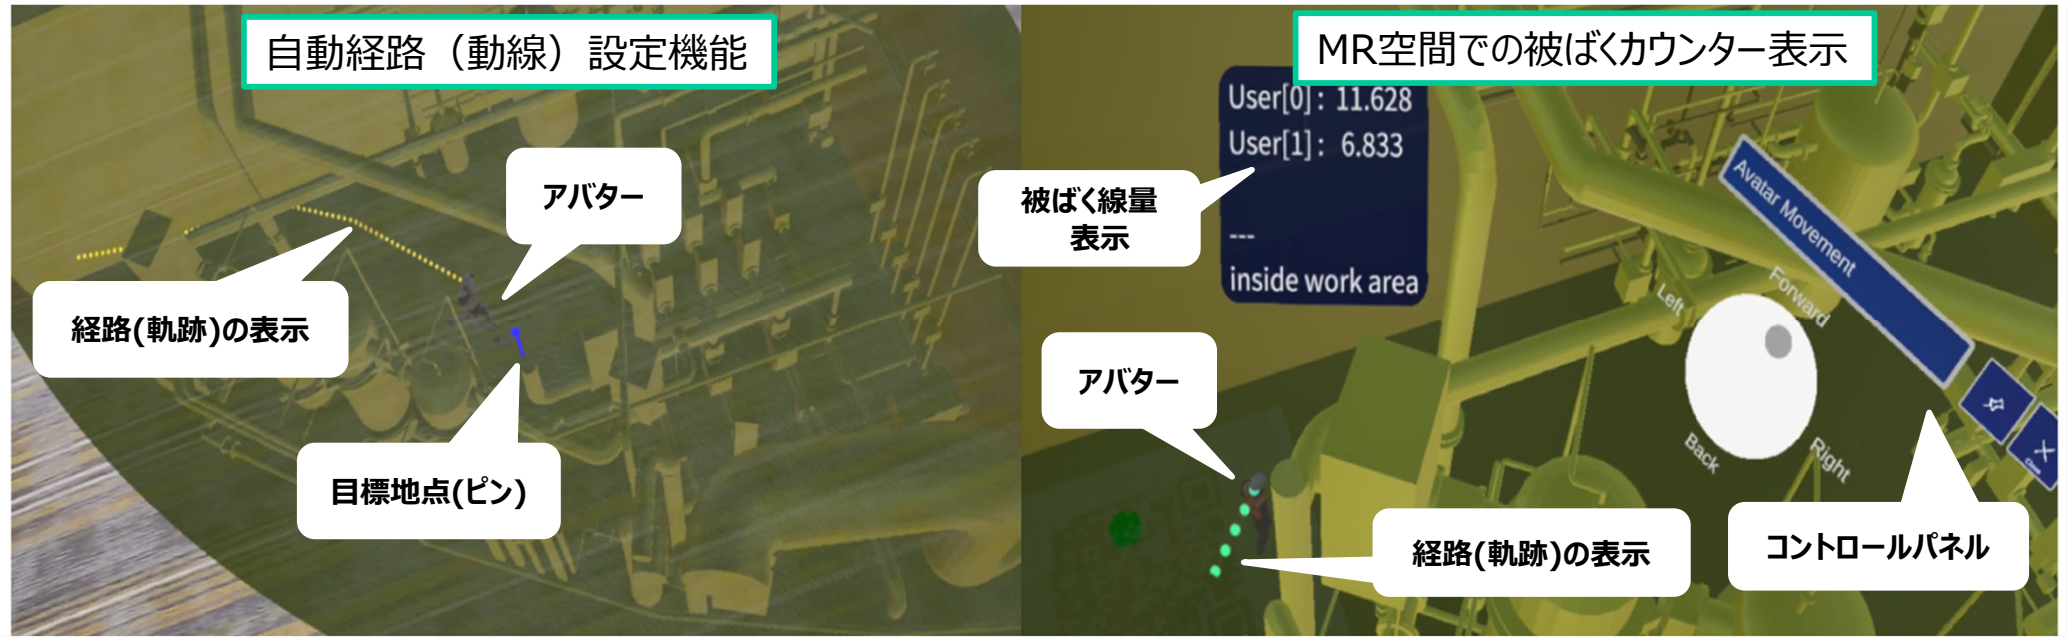 自動経路（動線）設定機能
アバター
経路(軌跡)の表示
目標地点(ピン)
MR空間での被ばくカウンター表示
User[0] : 11.628
User[1] : 6.833
---
inside work area
被ばく線量
表示
アバター
経路(軌跡)の表示
コントロールパネル
Avatar Movement
Forward
Left
Back
Right
Close